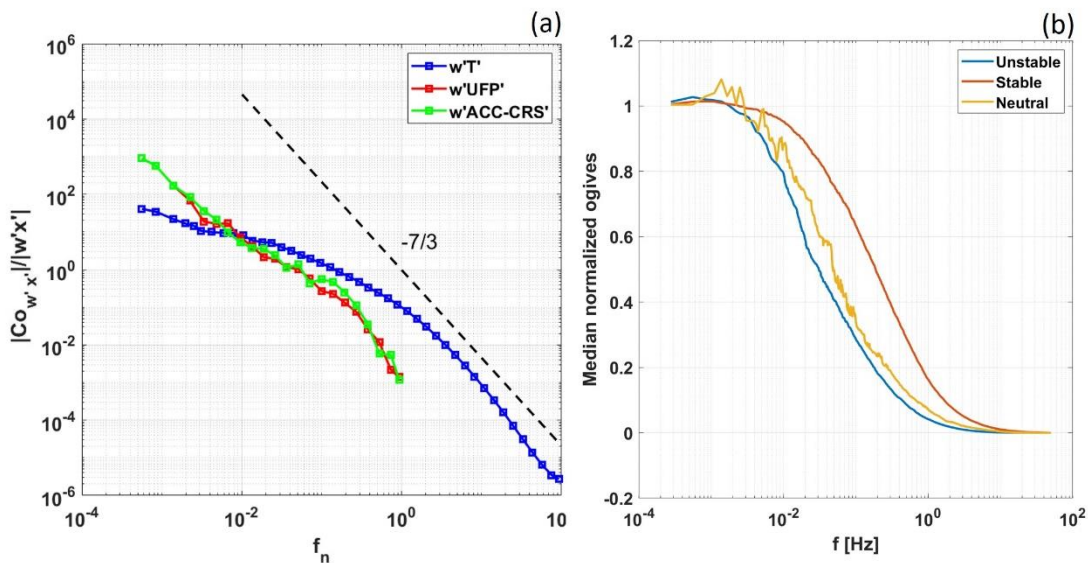 (a)
w'T'
w'UFP'
w'ACC-CRS'
-7/3
|Co_{w' x'}|/|w'x'|
10^6
10^4
10^2
10^0
10^-2
10^-4
10^-6
10^-4
10^-2
10^0
10
f_n
(b)
Unstable
Stable
Neutral
Median normalized ogives
1.2
1
0.8
0.6
0.4
0.2
0
-0.2
10^-4
10^-2
10^0
10^2
f [Hz]